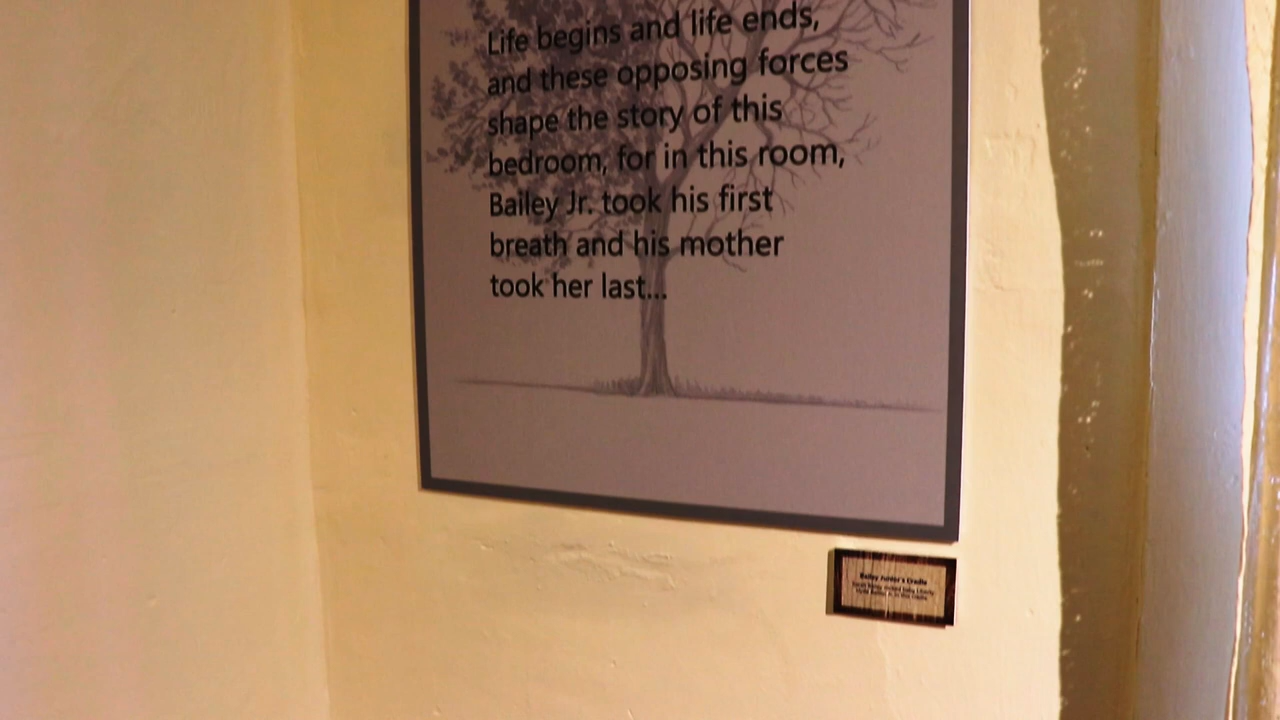 Life begins and life ends,
and these opposing forces
shape the story of this
bedroom, for in this room,
Bailey Jr. took his first
breath and his mother
took her last...
Bailey Junior's Cradle